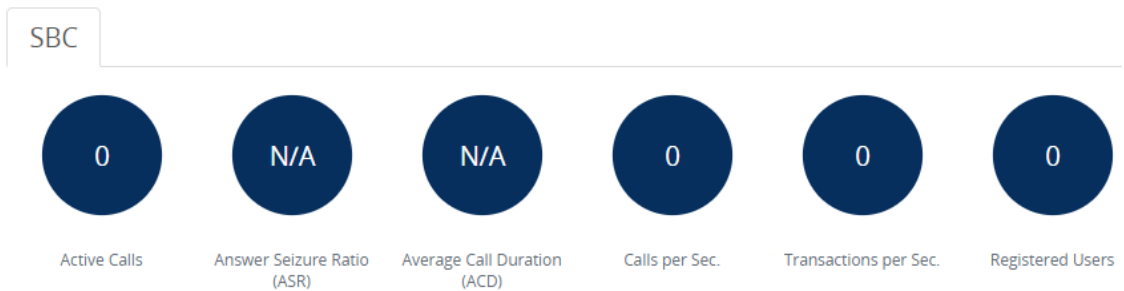 SBC
0
N/A
N/A
0
0
0
Active Calls
Answer Seizure Ratio
(ASR)
Average Call Duration
(ACD)
Calls per Sec.
Transactions per Sec.
Registered Users